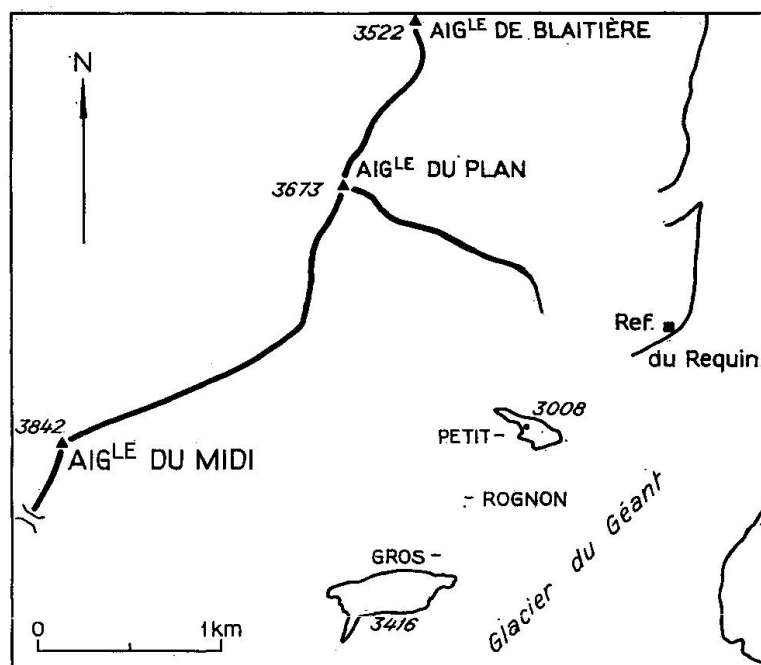 3522 AIGLE DE BLAITIÈRE
N
AIGLE DU PLAN
3673
Ref.
du Requin
3842
3008
PETIT-
AIGLE DU MIDI
- ROGNON
Glacier du Géant
GROS-
3416
0 1km